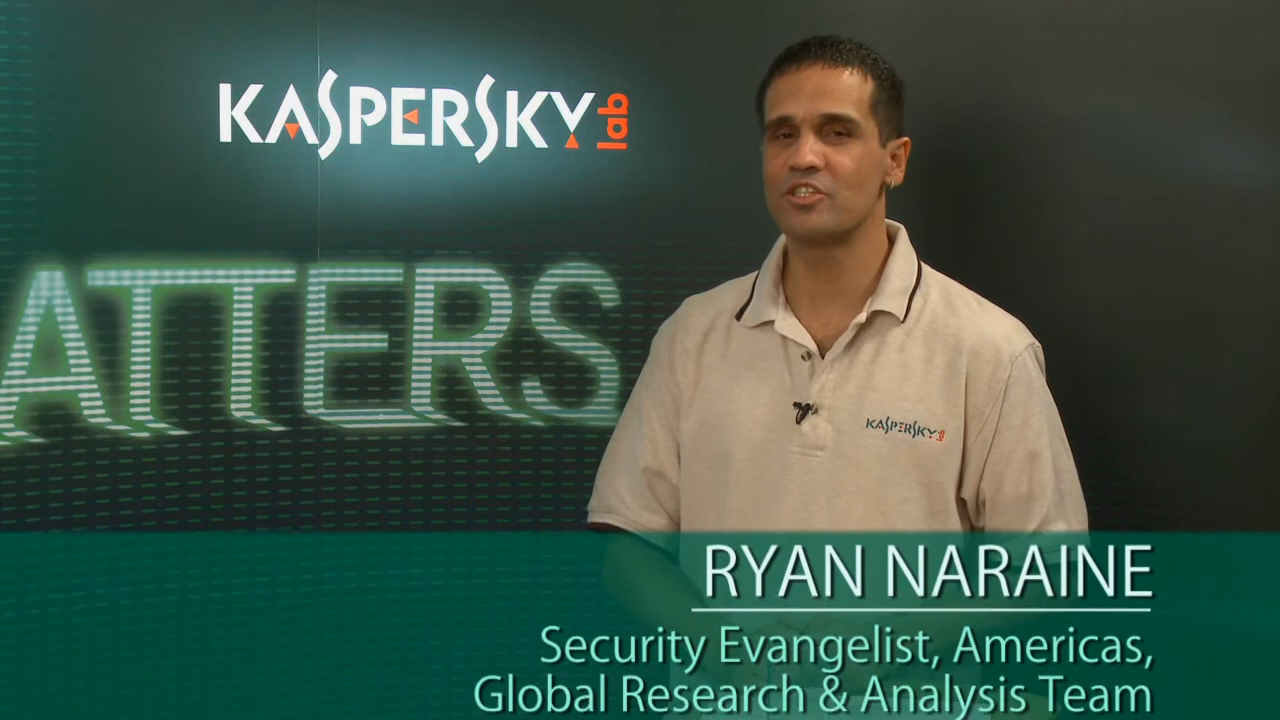 KASPERSKY lab
ATTERS
KASPERSKY lab
RYAN NARAINE
Security Evangelist, Americas,
Global Research & Analysis Team